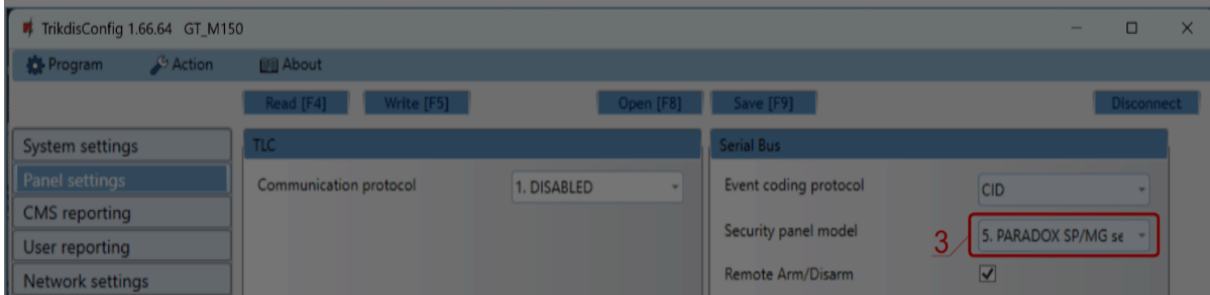 TrikdisConfig 1.66.64 GT_M150
Program Action About
Read [F4] Write [F5] Open [F8] Save [F9] Disconnect
System settings
Panel settings
CMS reporting
User reporting
Network settings
TLC
Communication protocol 1. DISABLED
Serial Bus
Event coding protocol CID
Security panel model 3 5. PARADOX SP/MG se
Remote Arm/Disarm